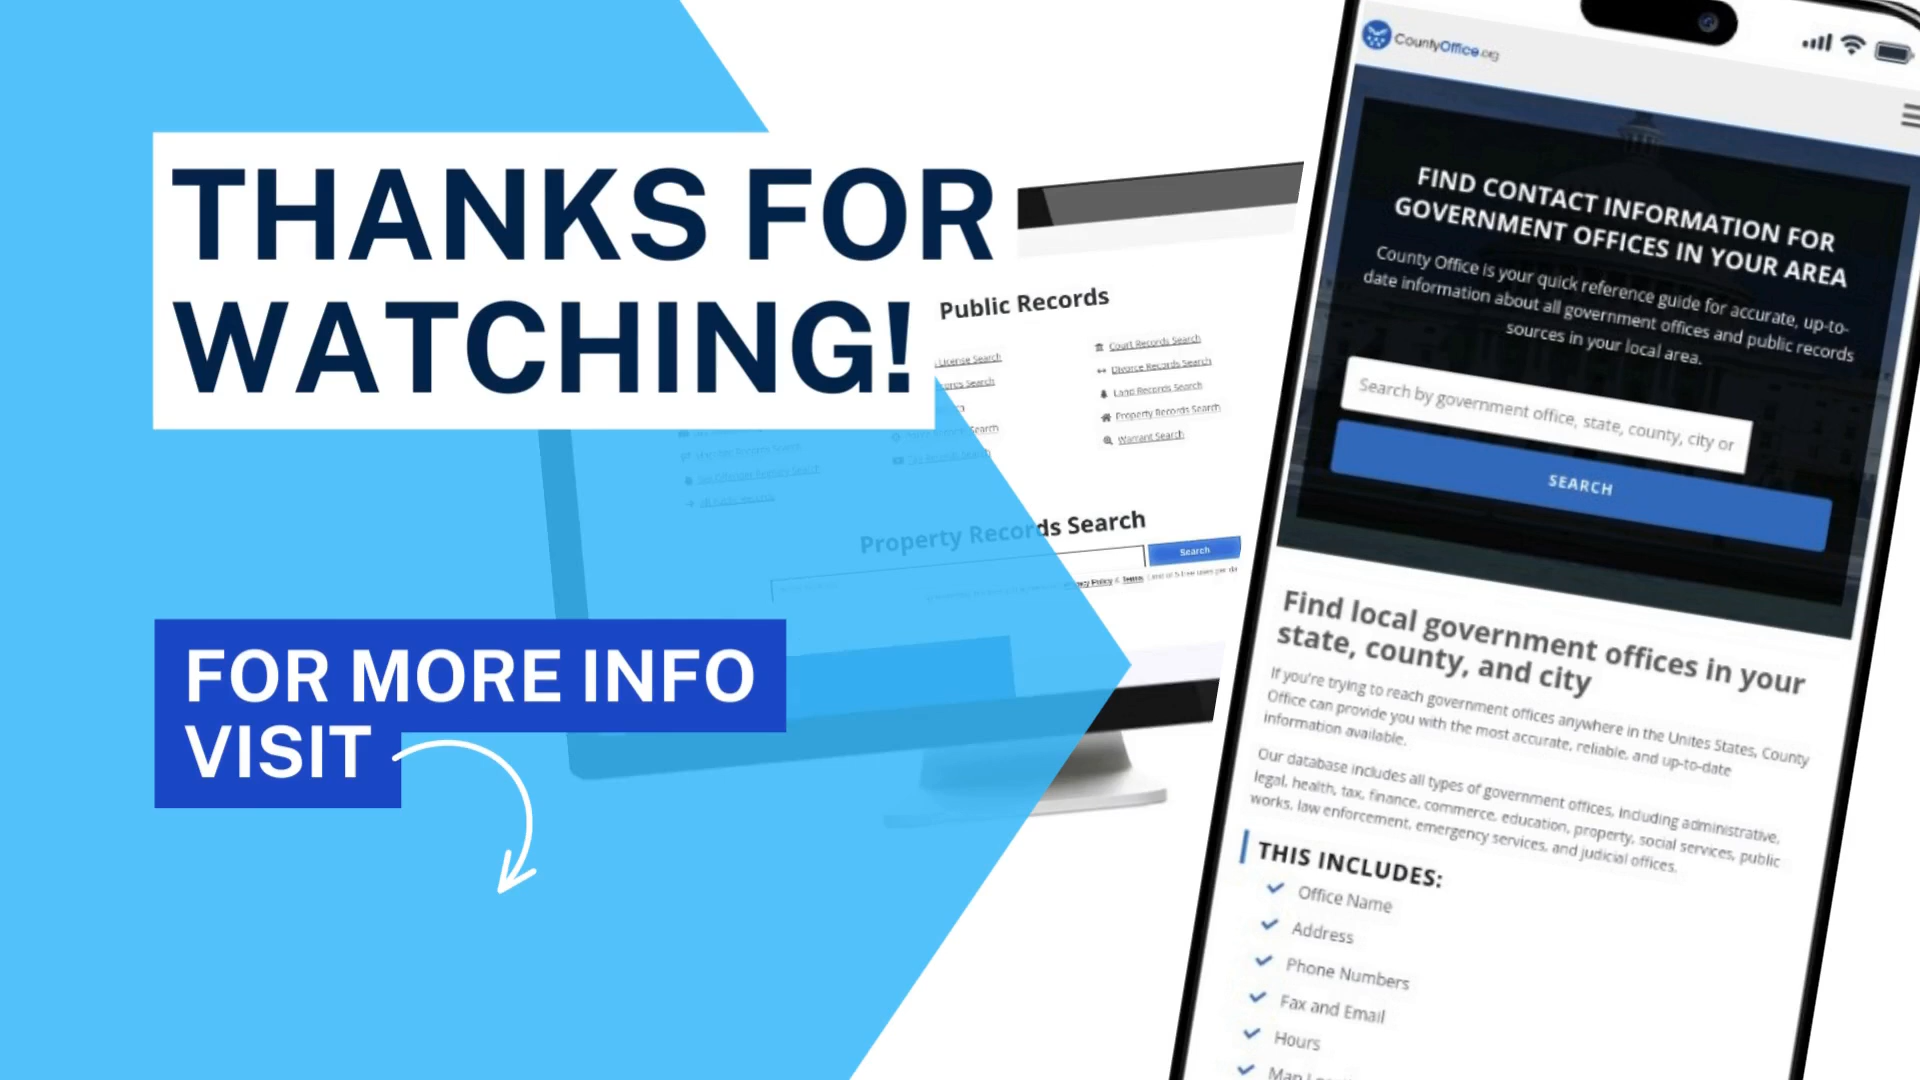 THANKS FOR
WATCHING!
FOR MORE INFO
VISIT
Public Records
License Search
Search
Search
Court Records Search
Divorce Records Search
Land Records Search
Property Records Search
Warrant Search
Property Records Search
Search
Policy & Terms
CountyOffice.org
FIND CONTACT INFORMATION FOR
GOVERNMENT OFFICES IN YOUR AREA
County Office is your quick reference guide for accurate, up-to-
date information about all government offices and public records
sources in your local area.
Search by government office, state, county, city or
SEARCH
Find local government offices in your
state, county, and city
If you're trying to reach government offices anywhere in the Unites States, County
Office can provide you with the most accurate, reliable, and up-to-date
information available.
Our database includes all types of government offices, including administrative,
legal, health, tax, finance, commerce, education, property, social services, public
works, law enforcement, emergency services, and judicial offices.
THIS INCLUDES:
Office Name
Address
Phone Numbers
Fax and Email
Hours